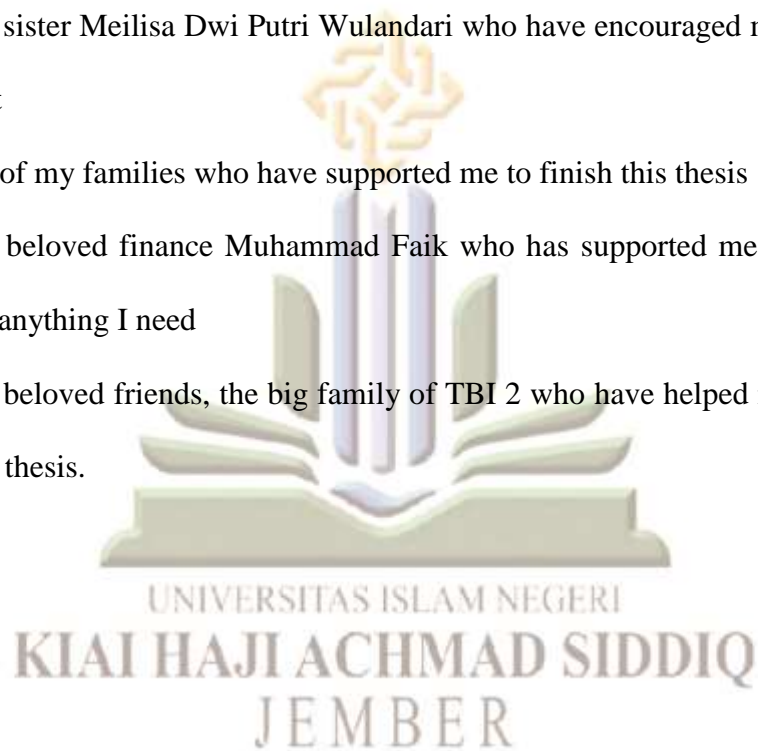 sister Meilisa Dwi Putri Wulandari who have encouraged
of my families who have supported me to finish this thesis
beloved finance Muhammad Faik who has supported me
anything I need
beloved friends, the big family of TBI 2 who have helped
thesis.
UNIVERSITAS ISLAM NEGERI
KIAI HAJI ACHMAD SIDDIQ
JEMBER